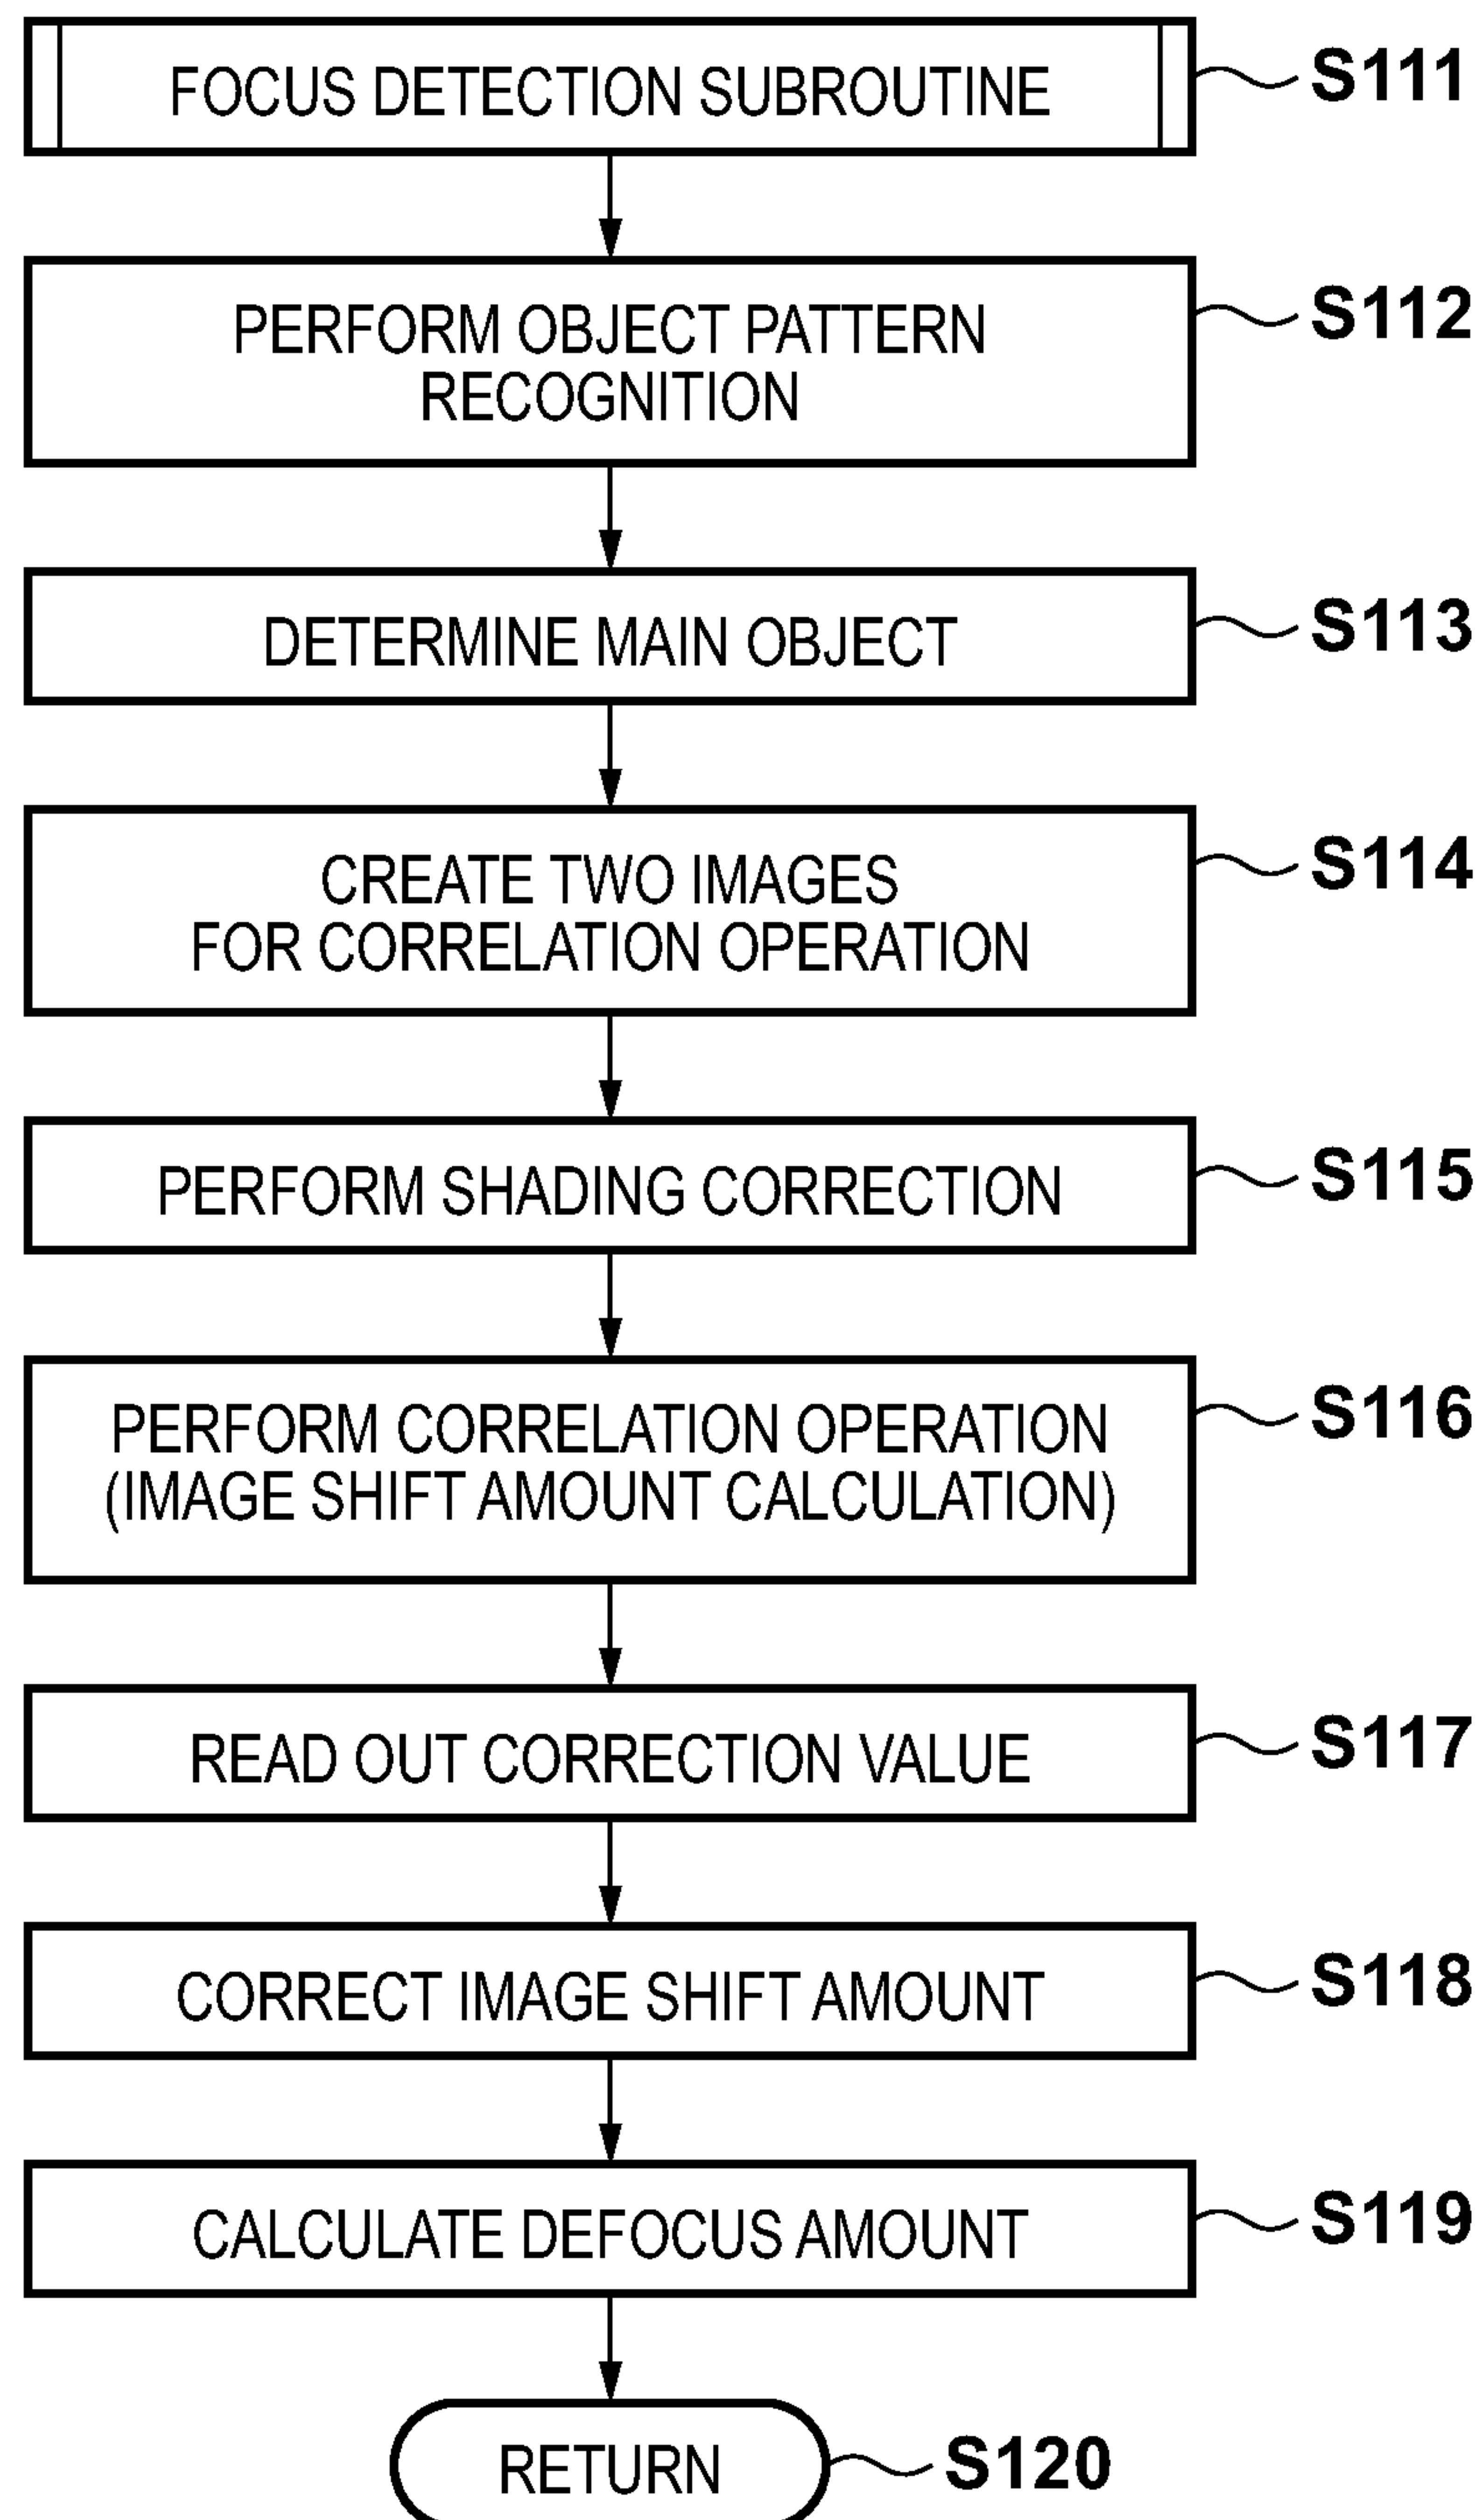 FOCUS DETECTION SUBROUTINE
S111
PERFORM OBJECT PATTERN
RECOGNITION
S112
DETERMINE MAIN OBJECT
S113
CREATE TWO IMAGES
FOR CORRELATION OPERATION
S114
PERFORM SHADING CORRECTION
S115
PERFORM CORRELATION OPERATION
(IMAGE SHIFT AMOUNT CALCULATION)
S116
READ OUT CORRECTION VALUE
S117
CORRECT IMAGE SHIFT AMOUNT
S118
CALCULATE DEFOCUS AMOUNT
S119
RETURN
S120